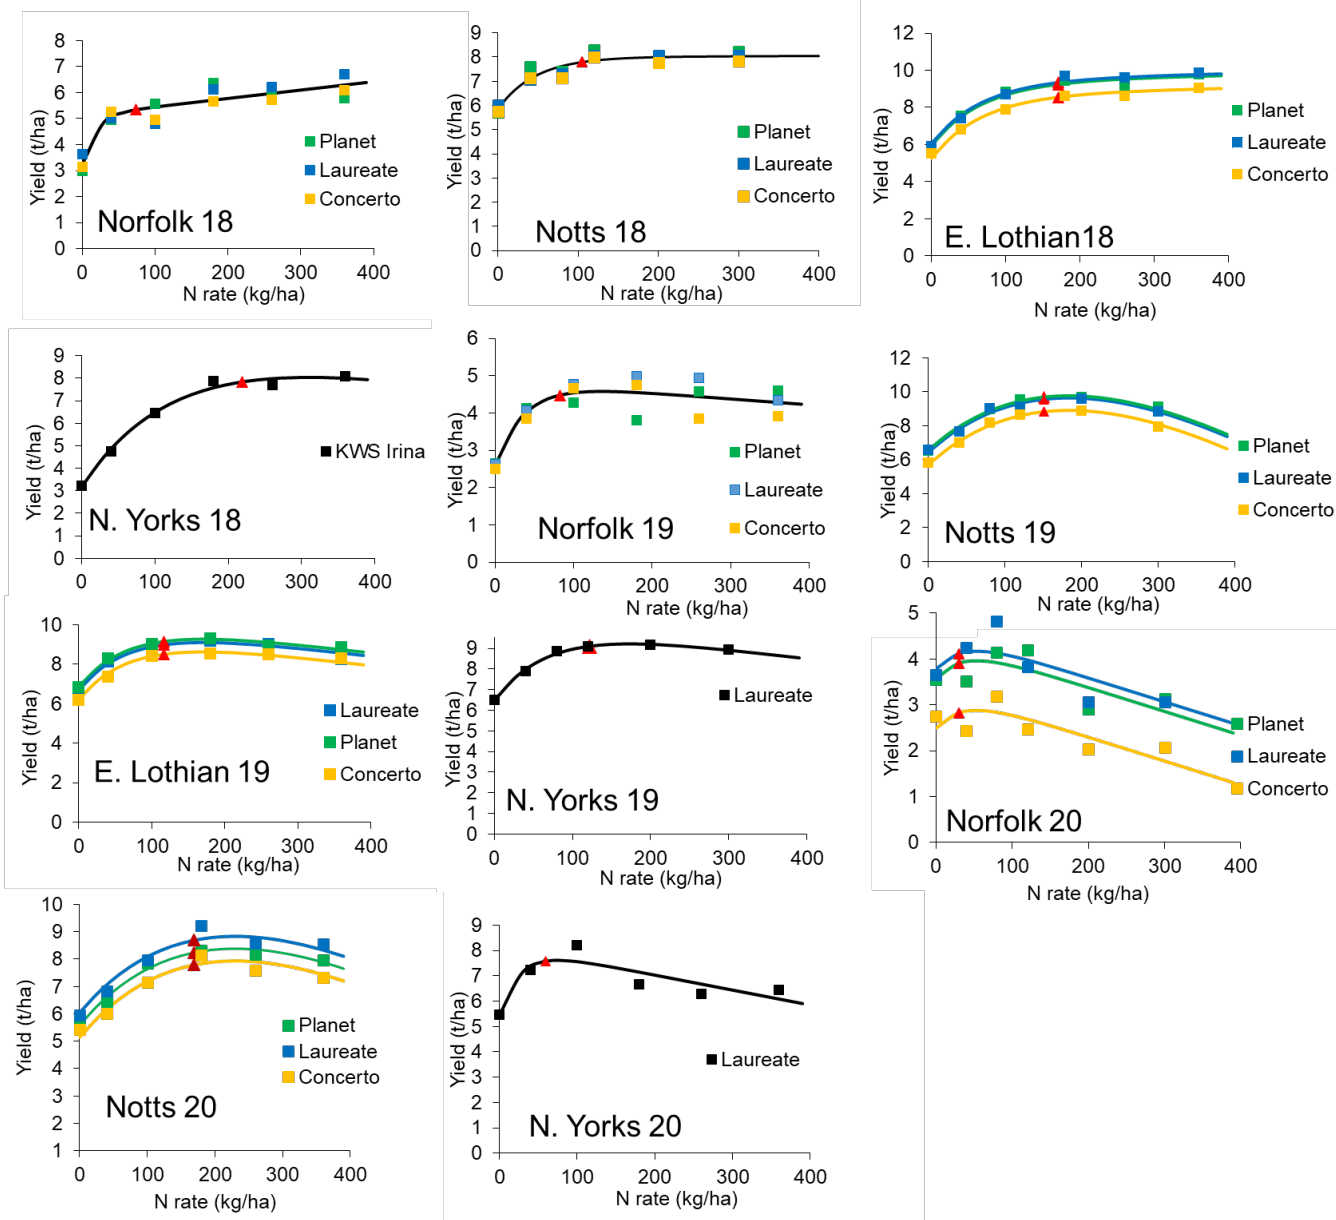 8
7
6
5
4
3
2
1
0
Yield (t/ha)
Planet
Laureate
Concerto
Norfolk 18
0 100 200 300 400
N rate (kg/ha)
9
8
7
6
5
4
3
2
1
0
Yield (t/ha)
Planet
Laureate
Concerto
Notts 18
0 100 200 300 400
N rate (kg/ha)
12
10
8
6
4
2
0
Yield (t/ha)
Planet
Laureate
Concerto
E. Lothian18
0 100 200 300 400
N rate (kg/ha)
9
8
7
6
5
4
3
2
1
0
Yield (t/ha)
KWS Irina
N. Yorks 18
0 100 200 300 400
N rate (kg/ha)
6
5
4
3
2
1
0
Yield (t/ha)
Planet
Laureate
Concerto
Norfolk 19
0 100 200 300 400
N rate (kg/ha)
12
10
8
6
4
2
0
Yield (t/ha)
Planet
Laureate
Concerto
Notts 19
0 100 200 300 400
N rate (kg/ha)
10
8
6
4
2
0
Yield (t/ha)
Laureate
Planet
Concerto
E. Lothian 19
0 100 200 300 400
N rate (kg/ha)
9
8
7
6
5
4
3
2
1
0
Yield (t/ha)
Laureate
N. Yorks 19
0 100 200 300 400
N rate (kg/ha)
5
4
3
2
1
0
Yield (t/ha)
Planet
Laureate
Concerto
Norfolk 20
0 100 200 300 400
N rate (kg/ha)
10
9
8
7
6
5
4
3
2
1
Yield (t/ha)
Planet
Laureate
Concerto
Notts 20
0 100 200 300 400
N rate (kg/ha)
9
8
7
6
5
4
3
2
1
0
Yield (t/ha)
Laureate
N. Yorks 20
0 100 200 300 400
N rate (kg/ha)